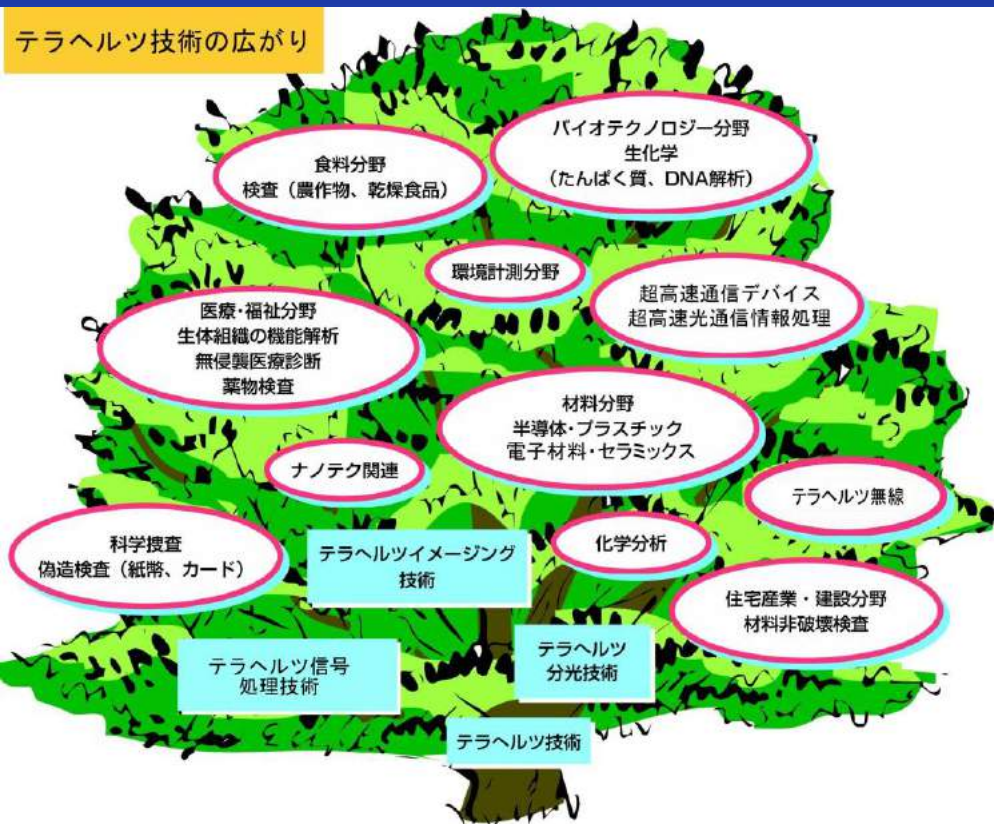 テラヘルツ技術の広がり
バイオテクノロジー分野
生化学
（たんぱく質、DNA解析）
食料分野
検査（農作物、乾燥食品）
環境計測分野
超高速通信デバイス
超高速光通信情報処理
医療・福祉分野
生体組織の機能解析
無侵襲医療診断
薬物検査
材料分野
半導体・プラスチック
電子材料・セラミックス
ナノテク関連
テラヘルツ無線
科学捜査
偽造検査（紙幣、カード）
テラヘルツイメージング
技術
化学分析
住宅産業・建設分野
材料非破壊検査
テラヘルツ信号
処理技術
テラヘルツ
分光技術
テラヘルツ技術